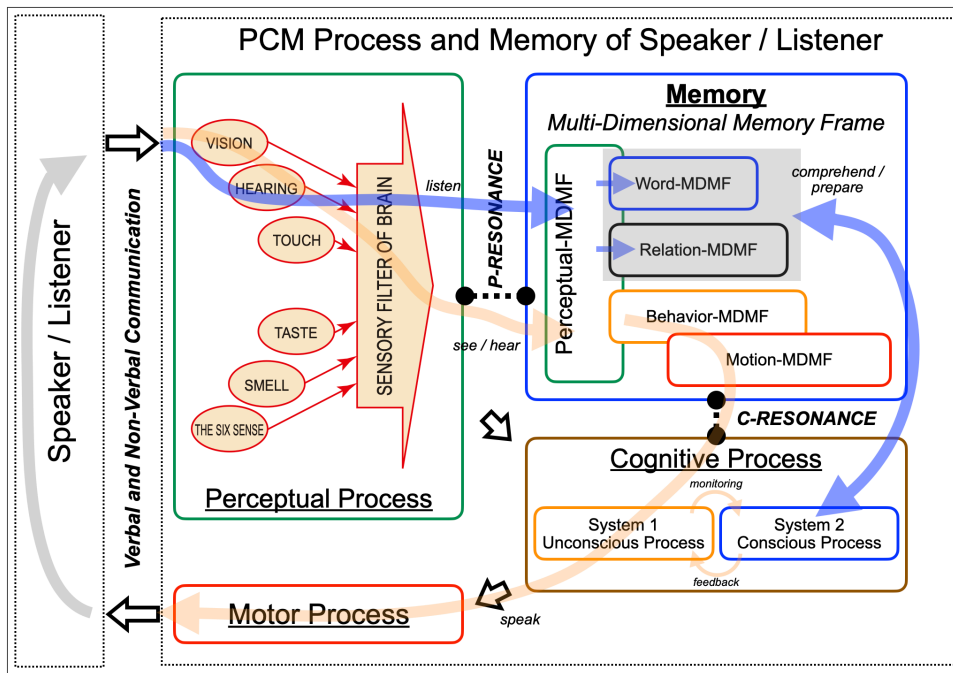 PCM Process and Memory of Speaker / Listener
Speaker / Listener
Verbal and Non-Verbal Communication
VISION
HEARING
TOUCH
TASTE
SMELL
THE SIX SENSE
SENSORY FILTER OF BRAIN
Perceptual Process
listen
P-RESONANCE
see / hear
Memory
Multi-Dimensional Memory Frame
Perceptual-MDMF
Word-MDMF
Relation-MDMF
Behavior-MDMF
Motion-MDMF
comprehend /
prepare
C-RESONANCE
Cognitive Process
monitoring
System 1
Unconscious Process
System 2
Conscious Process
feedback
Motor Process
speak